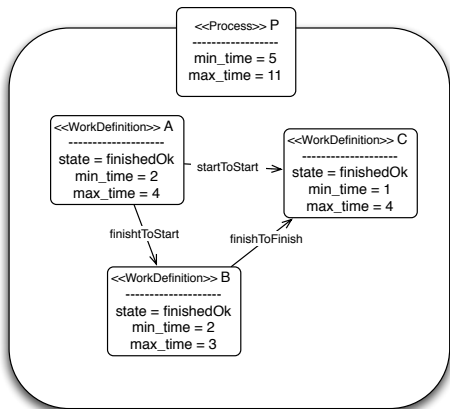 <<Process>> P
------------------
min_time = 5
max_time = 11
<<WorkDefinition>> A
--------------------
state = finishedOk
min_time = 2
max_time = 4
startToStart
<<WorkDefinition>> C
--------------------
state = finishedOk
min_time = 1
max_time = 4
finishtToStart
finishToFinish
<<WorkDefinition>> B
--------------------
state = finishedOk
min_time = 2
max_time = 3